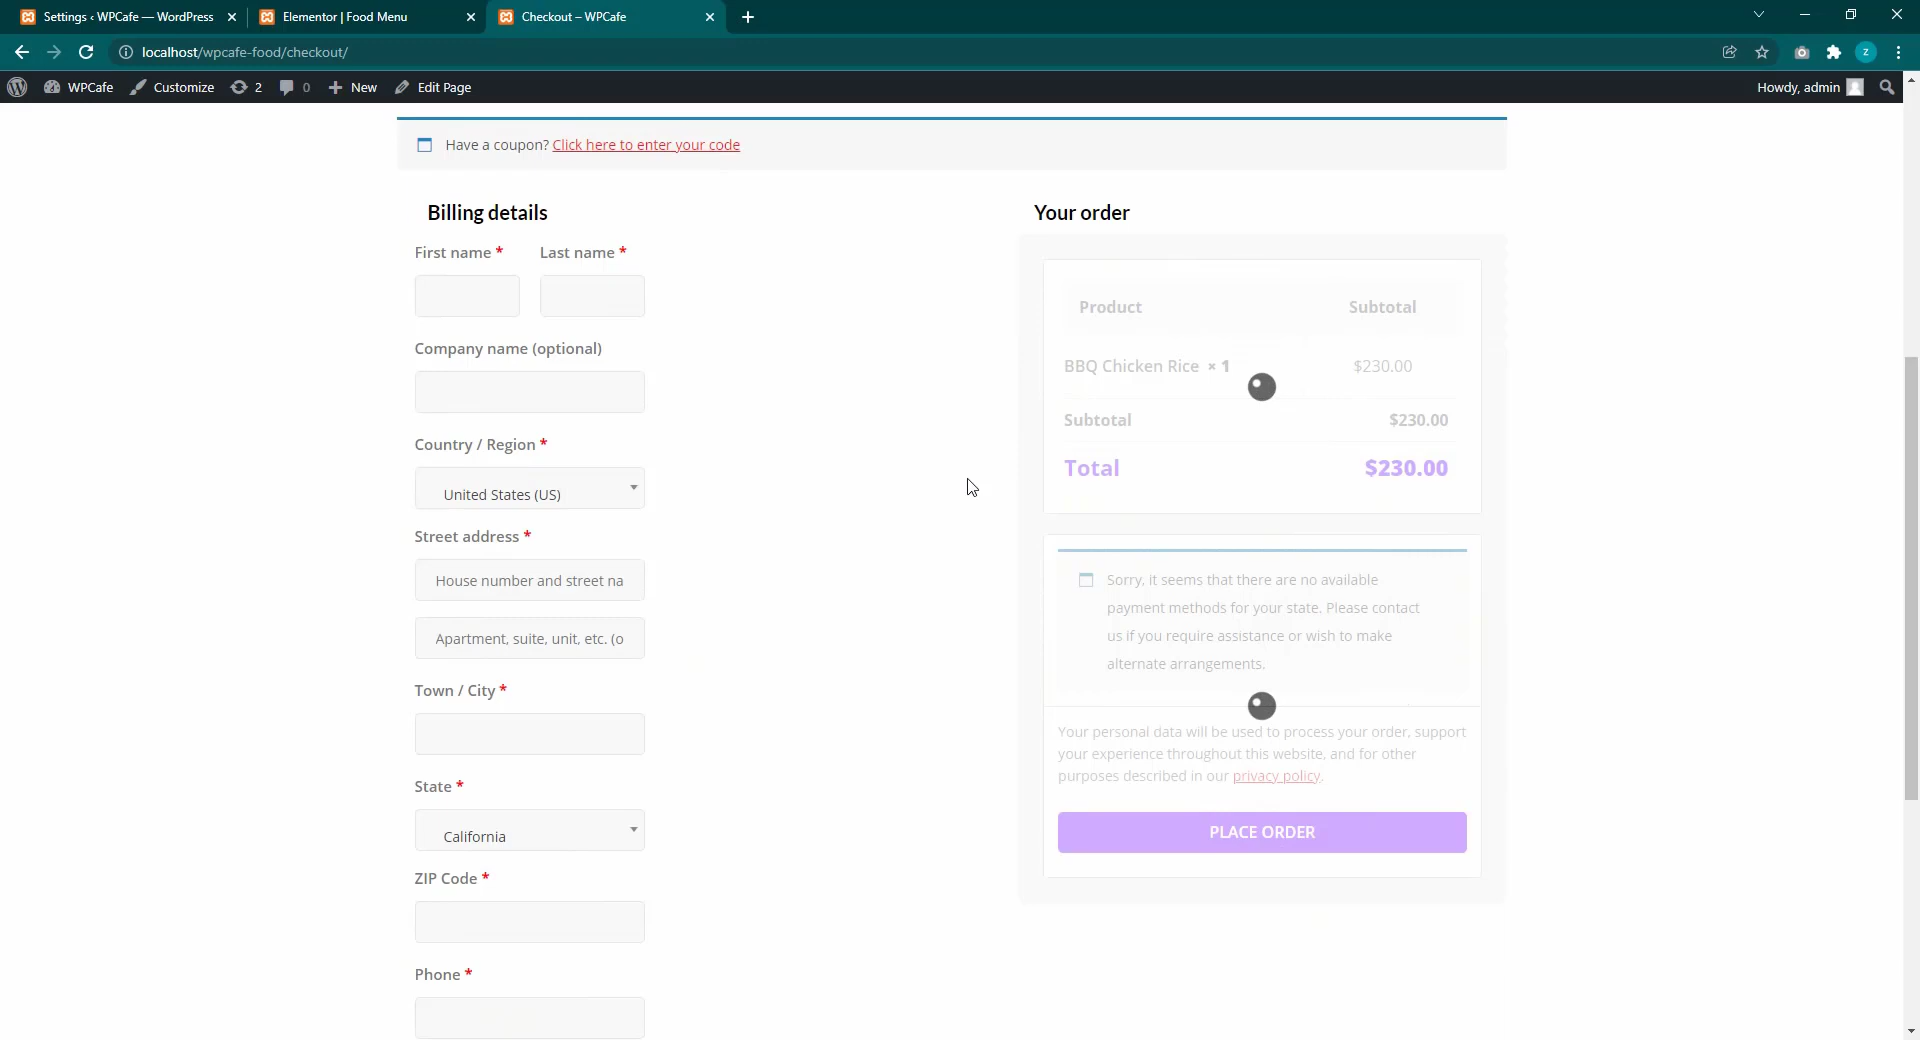 Settings ‹ WPCafe — WordPress
Elementor | Food Menu
Checkout – WPCafe
localhost/wpcafe-food/checkout/
z
WPCafe
Customize
2
0
New
Edit Page
Howdy, admin
Have a coupon? Click here to enter your code
Billing details
First name *
Last name *
Company name (optional)
Country / Region *
United States (US)
Street address *
House number and street na
Apartment, suite, unit, etc. (o
Town / City *
State *
California
ZIP Code *
Phone *
Your order
Product
Subtotal
BBQ Chicken Rice × 1
$230.00
Subtotal
$230.00
Total
$230.00
Sorry, it seems that there are no available
payment methods for your state. Please contact
us if you require assistance or wish to make
alternate arrangements.
Your personal data will be used to process your order, support
your experience throughout this website, and for other
purposes described in our privacy policy.
PLACE ORDER